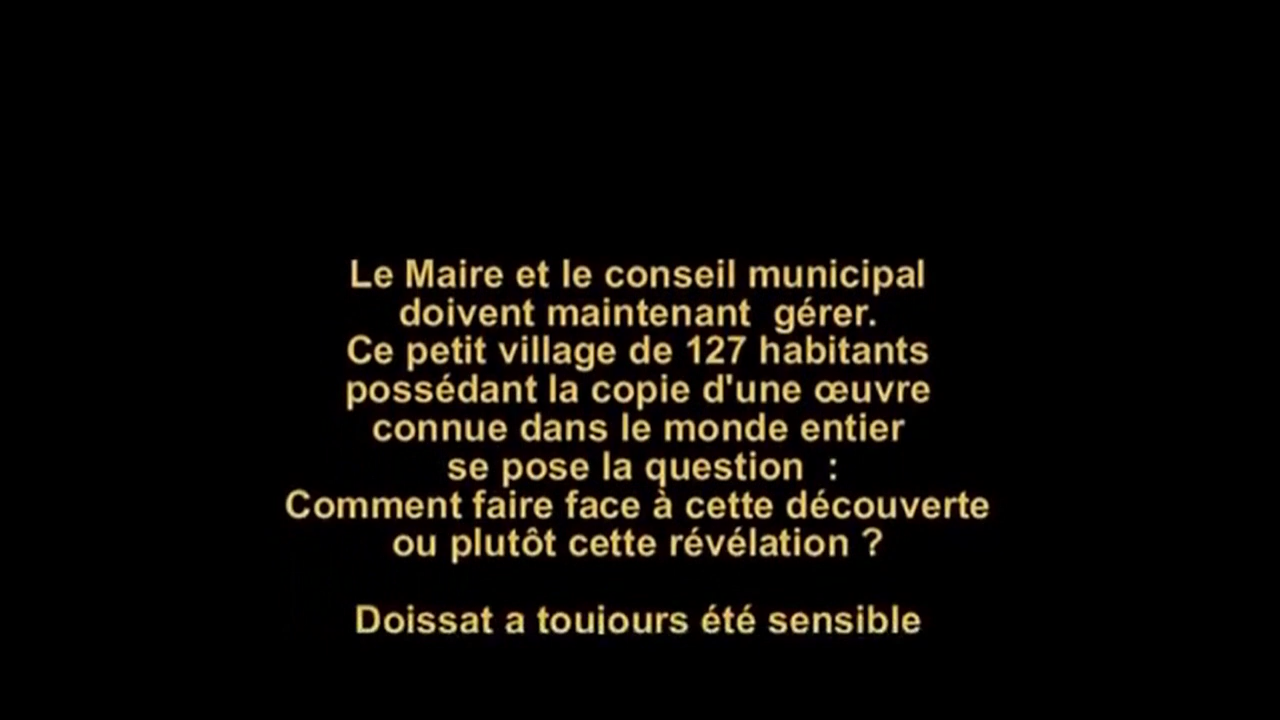 Le Maire et le conseil municipal
doivent maintenant  gérer.
Ce petit village de 127 habitants
possédant la copie d'une œuvre
connue dans le monde entier
se pose la question  :
Comment faire face à cette découverte
ou plutôt cette révélation ?
Doissat a toujours été sensible